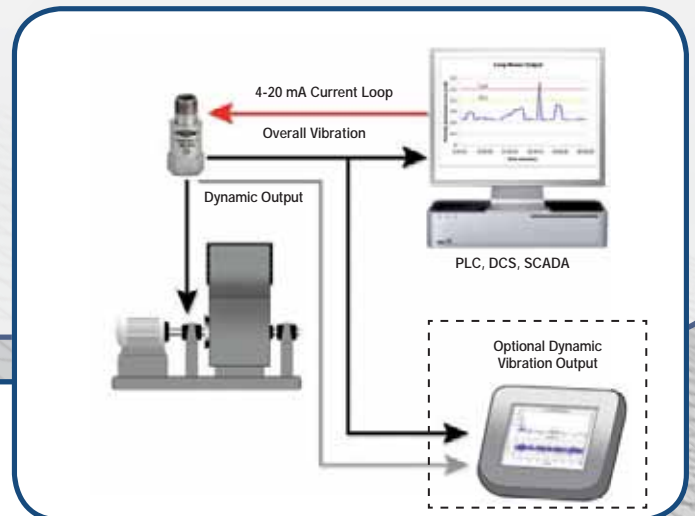 4-20 mA Current Loop
Overall Vibration
Dynamic Output
PLC, DCS, SCADA
Optional Dynamic
Vibration Output